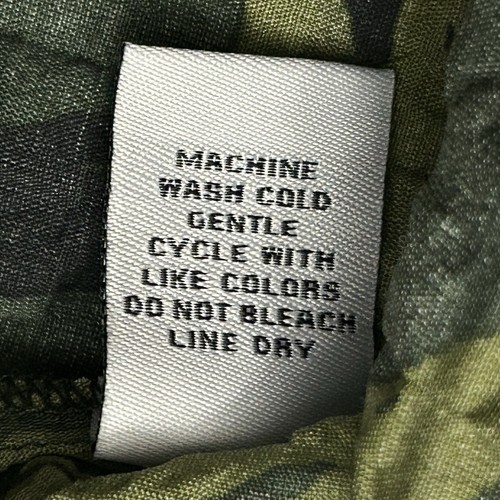 MACHINE
WASH COLD
GENTLE
CYCLE WITH
LIKE COLORS
DO NOT BLEACH
LINE DRY